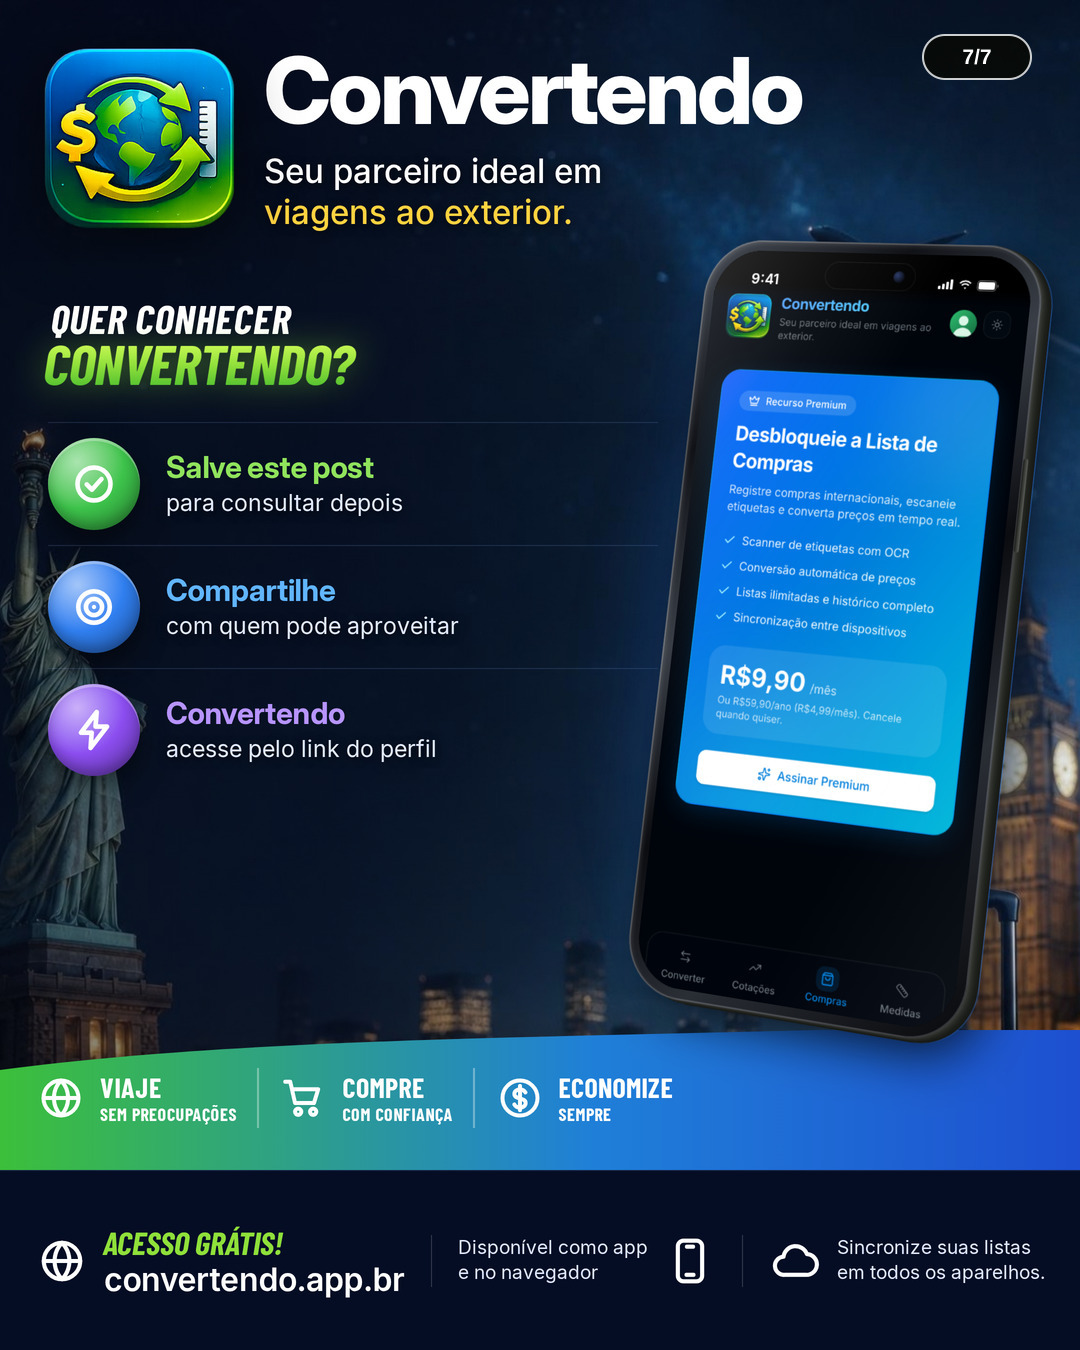 Convertendo
7/7
Seu parceiro ideal em
viagens ao exterior.
QUER CONHECER
CONVERTENDO?
Salve este post
para consultar depois
Compartilhe
com quem pode aproveitar
Convertendo
acesse pelo link do perfil
9:41
Convertendo
Seu parceiro ideal em viagens ao
exterior.
Recurso Premium
Desbloqueie a Lista de
Compras
Registre compras internacionais, escaneie
etiquetas e converta preços em tempo real.
Scanner de etiquetas com OCR
Conversão automática de preços
Listas ilimitadas e histórico completo
Sincronização entre dispositivos
R$9,90 /mês
Ou R$59,90/ano (R$4,99/mês). Cancele
quando quiser.
Assinar Premium
Converter
Cotações
Compras
Medidas
VIAJE
SEM PREOCUPAÇÕES
COMPRE
COM CONFIANÇA
ECONOMIZE
SEMPRE
ACESSO GRÁTIS!
convertendo.app.br
Disponível como app
e no navegador
Sincronize suas listas
em todos os aparelhos.